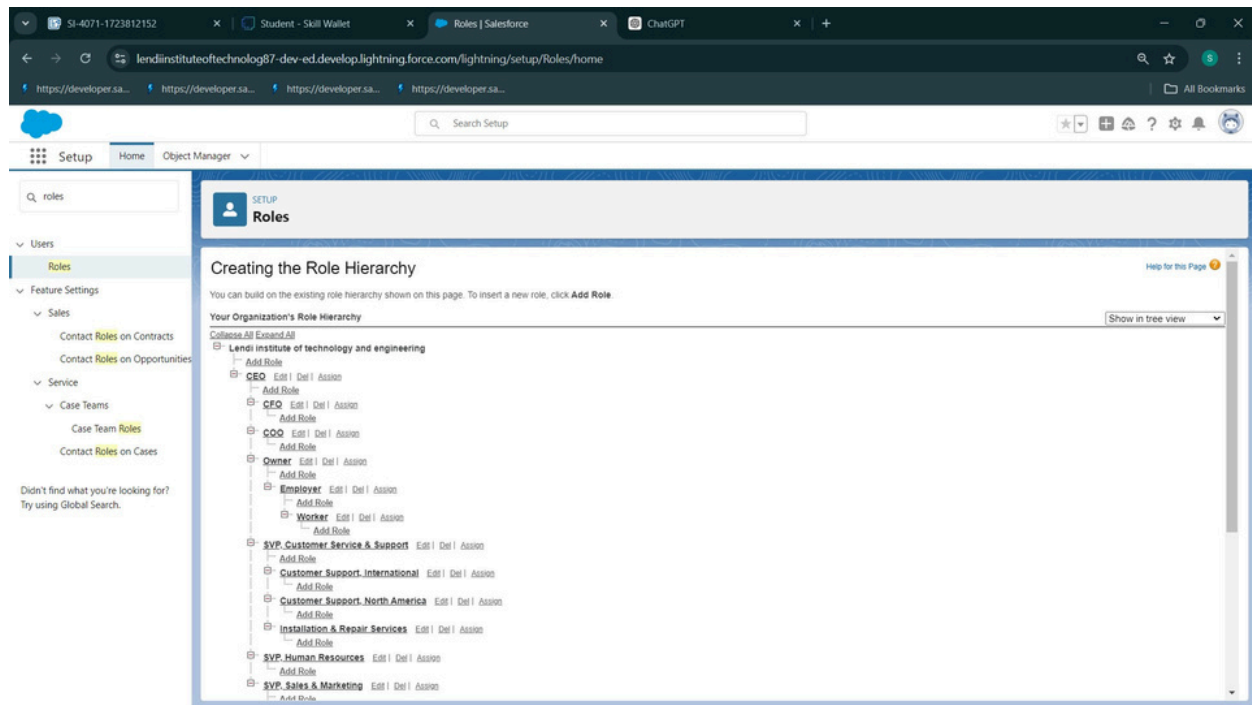 SI-4071-1723812152
Student - Skill Wallet
Roles | Salesforce
ChatGPT
lendiinstituteoftechnolog87-dev-ed.develop.lightning.force.com/lightning/setup/Roles/home
S
https://developer.sa...
https://developer.sa...
https://developer.sa...
https://developer.sa...
All Bookmarks
Search Setup
Setup
Home
Object Manager
roles
Users
Roles
Feature Settings
Sales
Contact Roles on Contracts
Contact Roles on Opportunities
Service
Case Teams
Case Team Roles
Contact Roles on Cases
Didn't find what you're looking for?
Try using Global Search.
SETUP
Roles
Creating the Role Hierarchy
Help for this Page
You can build on the existing role hierarchy shown on this page. To insert a new role, click Add Role.
Your Organization's Role Hierarchy
Show in tree view
Collapse All Expand All
Lendi institute of technology and engineering
Add Role
CEO Edit | Del | Assign
Add Role
CFO Edit | Del | Assign
Add Role
COO Edit | Del | Assign
Add Role
Owner Edit | Del | Assign
Add Role
Employer Edit | Del | Assign
Add Role
Worker Edit | Del | Assign
Add Role
SVP, Customer Service & Support Edit | Del | Assign
Add Role
Customer Support, International Edit | Del | Assign
Add Role
Customer Support, North America Edit | Del | Assign
Add Role
Installation & Repair Services Edit | Del | Assign
Add Role
SVP, Human Resources Edit | Del | Assign
Add Role
SVP, Sales & Marketing Edit | Del | Assign
Add Role